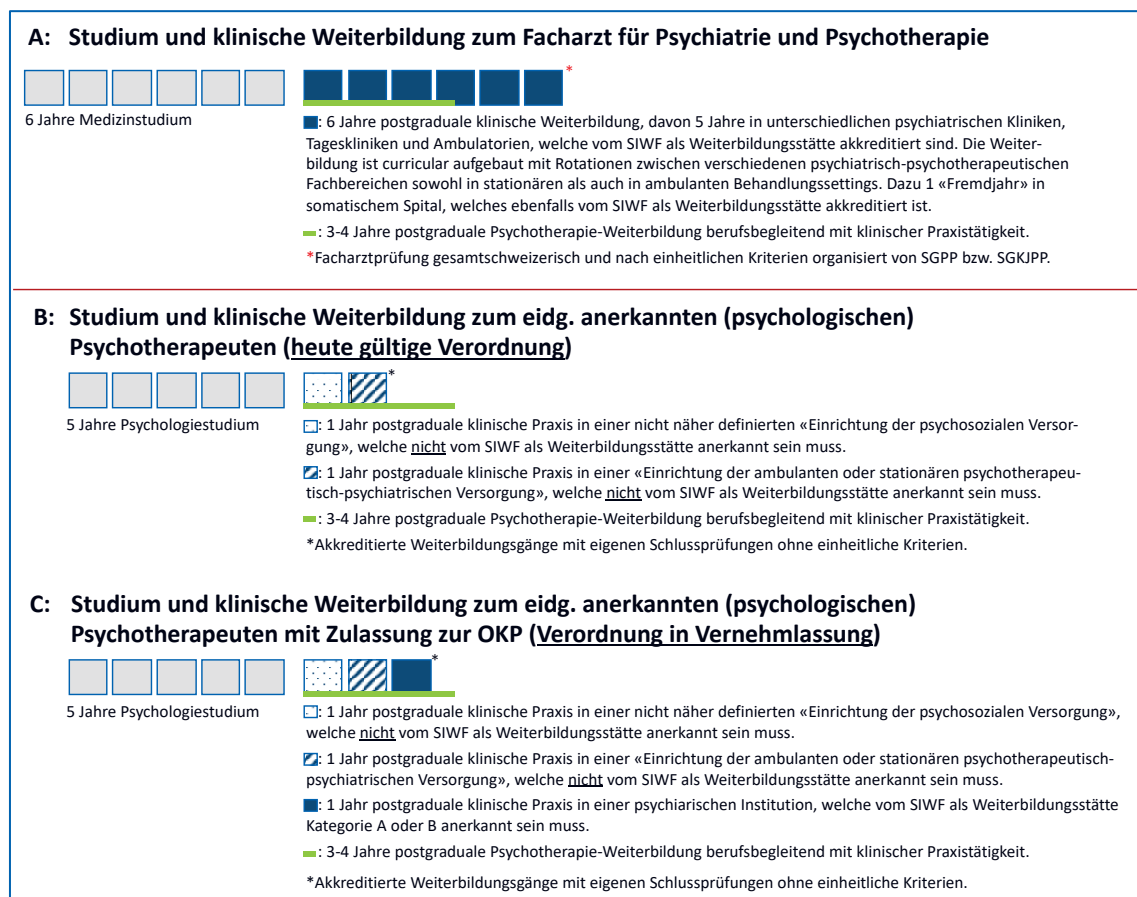 A: Studium und klinische Weiterbildung zum Facharzt für Psychiatrie und Psychotherapie
*
6 Jahre Medizinstudium
: 6 Jahre postgraduale klinische Weiterbildung, davon 5 Jahre in unterschiedlichen psychiatrischen Kliniken,
Tageskliniken und Ambulatorien, welche vom SIWF als Weiterbildungsstätte akkreditiert sind. Die Weiter-
bildung ist curricular aufgebaut mit Rotationen zwischen verschiedenen psychiatrisch-psychotherapeutischen
Fachbereichen sowohl in stationären als auch in ambulanten Behandlungssettings. Dazu 1 «Fremdjahr» in
somatischem Spital, welches ebenfalls vom SIWF als Weiterbildungsstätte akkreditiert ist.
: 3-4 Jahre postgraduale Psychotherapie-Weiterbildung berufsbegleitend mit klinischer Praxistätigkeit.
*Facharztprüfung gesamtschweizerisch und nach einheitlichen Kriterien organisiert von SGPP bzw. SGKJPP.
B: Studium und klinische Weiterbildung zum eidg. anerkannten (psychologischen)
Psychotherapeuten (heute gültige Verordnung)
*
5 Jahre Psychologiestudium
: 1 Jahr postgraduale klinische Praxis in einer nicht näher definierten «Einrichtung der psychosozialen Versor-
gung», welche nicht vom SIWF als Weiterbildungsstätte anerkannt sein muss.
: 1 Jahr postgraduale klinische Praxis in einer «Einrichtung der ambulanten oder stationären psychotherapeu-
tisch-psychiatrischen Versorgung», welche nicht vom SIWF als Weiterbildungsstätte anerkannt sein muss.
: 3-4 Jahre postgraduale Psychotherapie-Weiterbildung berufsbegleitend mit klinischer Praxistätigkeit.
*Akkreditierte Weiterbildungsgänge mit eigenen Schlussprüfungen ohne einheitliche Kriterien.
C: Studium und klinische Weiterbildung zum eidg. anerkannten (psychologischen)
Psychotherapeuten mit Zulassung zur OKP (Verordnung in Vernehmlassung)
*
5 Jahre Psychologiestudium
: 1 Jahr postgraduale klinische Praxis in einer nicht näher definierten «Einrichtung der psychosozialen Versorgung»,
welche nicht vom SIWF als Weiterbildungsstätte anerkannt sein muss.
: 1 Jahr postgraduale klinische Praxis in einer «Einrichtung der ambulanten oder stationären psychotherapeutisch-
psychiatrischen Versorgung», welche nicht vom SIWF als Weiterbildungsstätte anerkannt sein muss.
: 1 Jahr postgraduale klinische Praxis in einer psychiarischen Institution, welche vom SIWF als Weiterbildungsstätte
Kategorie A oder B anerkannt sein muss.
: 3-4 Jahre postgraduale Psychotherapie-Weiterbildung berufsbegleitend mit klinischer Praxistätigkeit.
*Akkreditierte Weiterbildungsgänge mit eigenen Schlussprüfungen ohne einheitliche Kriterien.